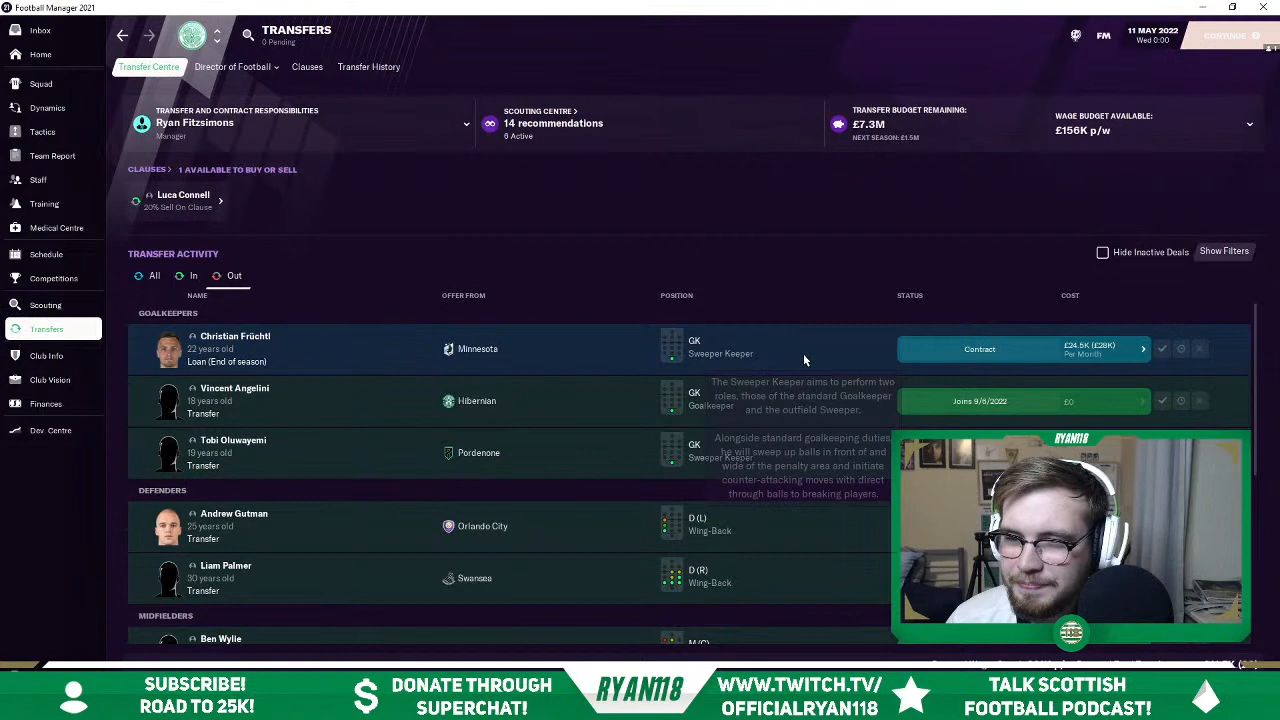 21 Football Manager 2021
Inbox
Home
Squad
Dynamics
Tactics
Team Report
Staff
Training
Medical Centre
Schedule
Competitions
Scouting
Transfers
Club Info
Club Vision
Finances
Dev. Centre
TRANSFERS
0 Pending
FM
11 MAY 2022
Wed 0:00
CONTINUE
1
Transfer Centre
Director of Football
Clauses
Transfer History
TRANSFER AND CONTRACT RESPONSIBILITIES
Ryan Fitzsimons
Manager
SCOUTING CENTRE >
14 recommendations
6 Active
TRANSFER BUDGET REMAINING:
£7.3M
NEXT SEASON: £1.5M
WAGE BUDGET AVAILABLE:
£156K p/w
CLAUSES > 1 AVAILABLE TO BUY OR SELL
Luca Connell
20% Sell On Clause
TRANSFER ACTIVITY
Hide Inactive Deals
Show Filters
All In Out
NAME OFFER FROM POSITION STATUS COST
GOALKEEPERS
Christian Früchtl
22 years old
Loan (End of season)
Minnesota
GK
Sweeper Keeper
Contract
£24.5K (£28K)
Per Month
Vincent Angelini
18 years old
Transfer
Hibernian
GK
Goalkeeper
Joins 9/6/2022
£0
Tobi Oluwayemi
19 years old
Transfer
Pordenone
GK
Sweeper Keeper
The Sweeper Keeper aims to perform two
roles, those of the standard Goalkeeper
and the outfield Sweeper.
Alongside standard goalkeeping duties,
he will sweep up balls in front of and
wide of the penalty area and initiate
counter-attacking moves with direct
through balls to breaking players.
DEFENDERS
Andrew Gutman
25 years old
Transfer
Orlando City
D (L)
Wing-Back
Liam Palmer
30 years old
Transfer
Swansea
D (R)
Wing-Back
MIDFIELDERS
Ben Wylie
M (C)
RYAN118
118
SUBSCRIBE!
ROAD TO 25K!
DONATE THROUGH
SUPERCHAT!
RYAN118
WWW.TWITCH.TV/
OFFICIALRYAN118
TALK SCOTTISH
FOOTBALL PODCAST!